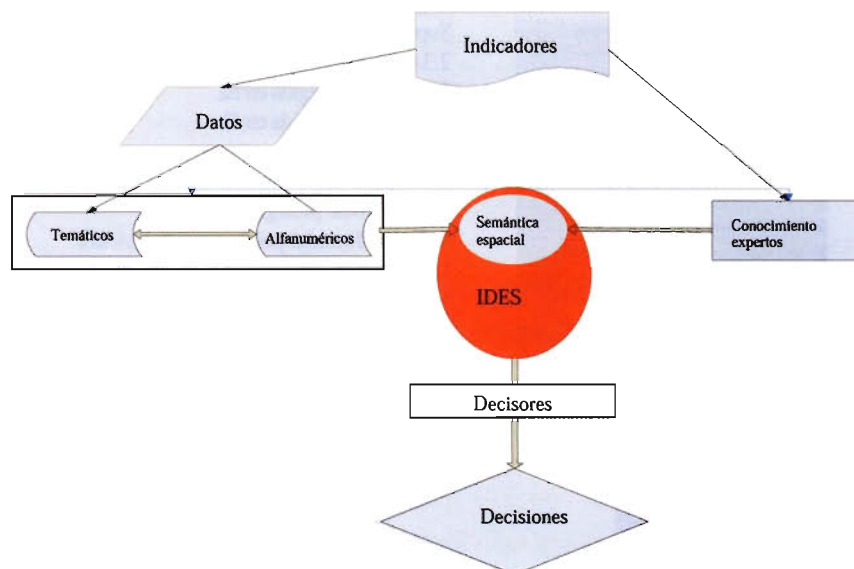 Indicadores
Datos
Temáticos
Alfanuméricos
Semántica
espacial
Conocimiento
expertos
IDES
Decisores
Decisiones